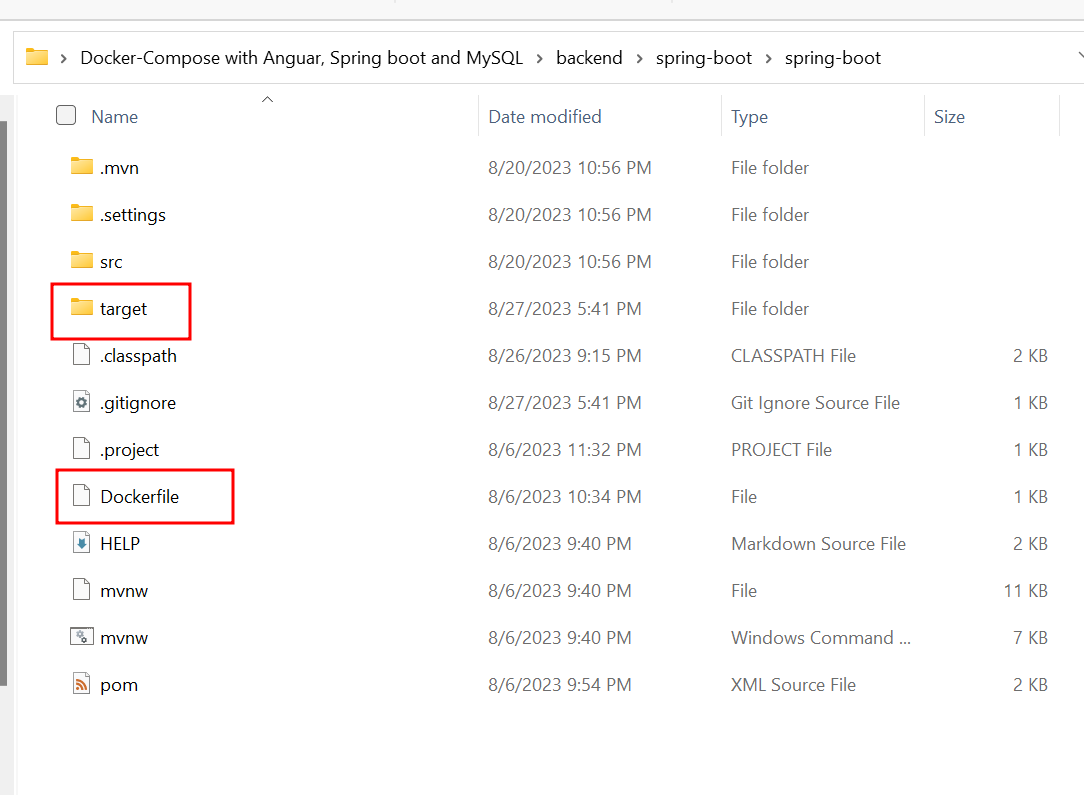 Docker-Compose with Anguar, Spring boot and MySQL > backend > spring-boot > spring-boot
Name Date modified Type Size
.mvn 8/20/2023 10:56 PM File folder
.settings 8/20/2023 10:56 PM File folder
src 8/20/2023 10:56 PM File folder
target 8/27/2023 5:41 PM File folder
.classpath 8/26/2023 9:15 PM CLASSPATH File 2 KB
.gitignore 8/27/2023 5:41 PM Git Ignore Source File 1 KB
.project 8/6/2023 11:32 PM PROJECT File 1 KB
Dockerfile 8/6/2023 10:34 PM File 1 KB
HELP 8/6/2023 9:40 PM Markdown Source File 2 KB
mvnw 8/6/2023 9:40 PM File 11 KB
mvnw 8/6/2023 9:40 PM Windows Command ... 7 KB
pom 8/6/2023 9:54 PM XML Source File 2 KB